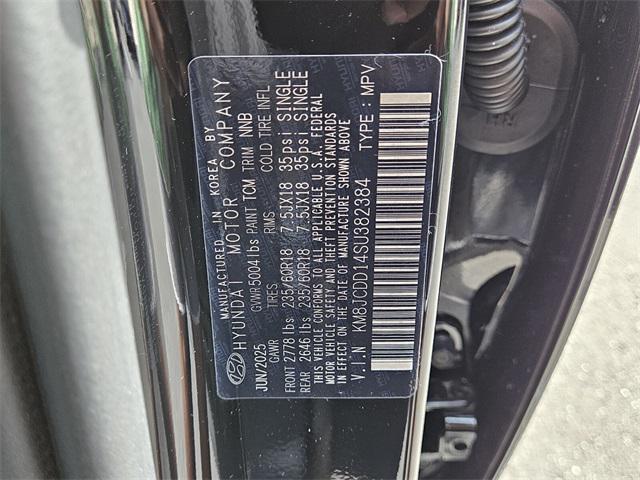 MANUFACTURED IN KOREA BY
HYUNDAI MOTOR COMPANY
JUN/2025 GVWR 5004 lbs PAINT TCM TRIM NNB
GAWR TIRES RIMS COLD TIRE INFL
FRONT 2778 lbs 235/60R18 7.5JX18 35psi SINGLE
REAR 2646 lbs 235/60R18 7.5JX18 35psi SINGLE
THIS VEHICLE CONFORMS TO ALL APPLICABLE U.S.A. FEDERAL
MOTOR VEHICLE SAFETY AND THEFT PREVENTION STANDARDS
IN EFFECT ON THE DATE OF MANUFACTURE SHOWN ABOVE
V.I.N KM8JCDD14SU382384 TYPE : MPV